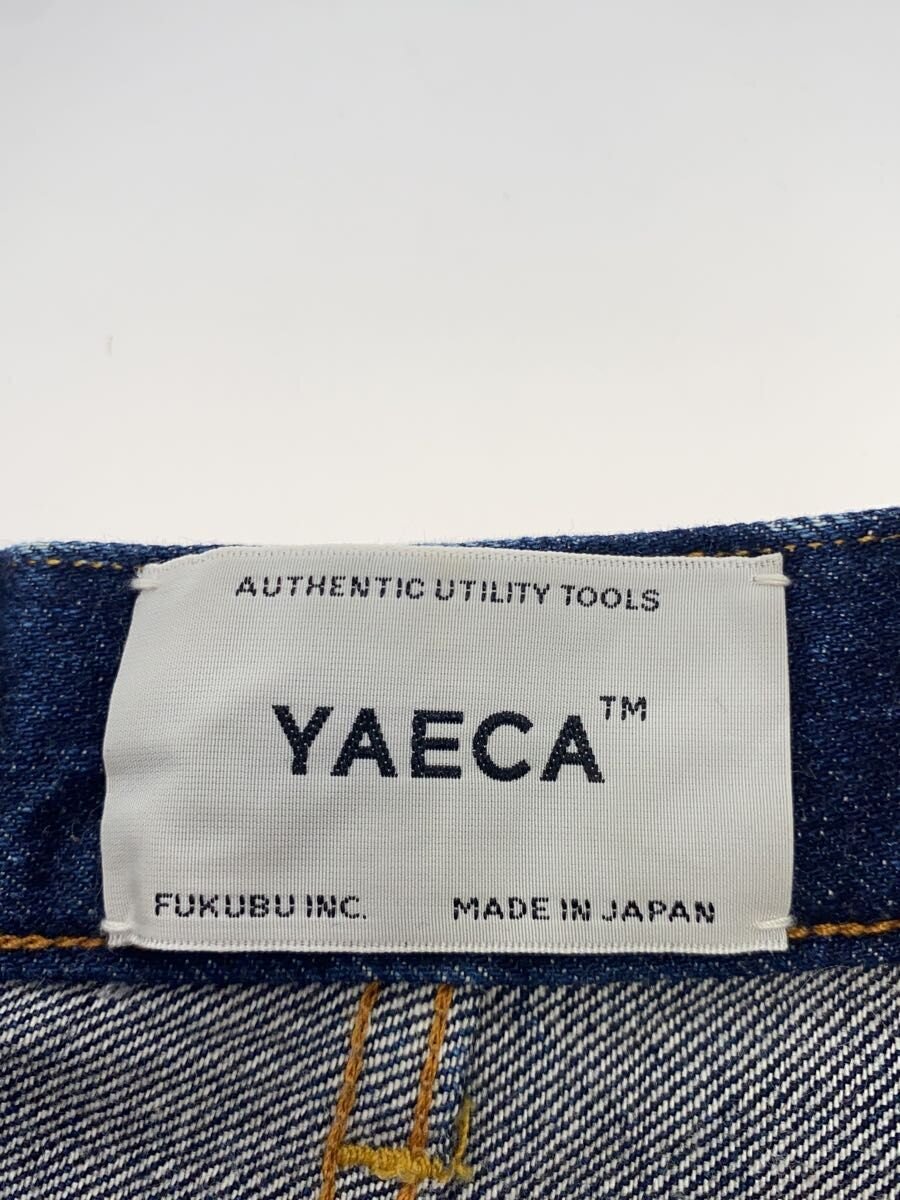 AUTHENTIC UTILITY TOOLS
YAECA™
FUKUBU INC. MADE IN JAPAN